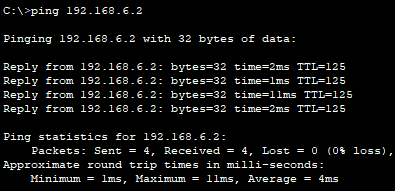 C:\>ping 192.168.6.2
Pinging 192.168.6.2 with 32 bytes of data:
Reply from 192.168.6.2: bytes=32 time=2ms TTL=125
Reply from 192.168.6.2: bytes=32 time=1ms TTL=125
Reply from 192.168.6.2: bytes=32 time=11ms TTL=125
Reply from 192.168.6.2: bytes=32 time=2ms TTL=125
Ping statistics for 192.168.6.2:
Packets: Sent = 4, Received = 4, Lost = 0 (0% loss),
Approximate round trip times in milli-seconds:
Minimum = 1ms, Maximum = 11ms, Average = 4ms